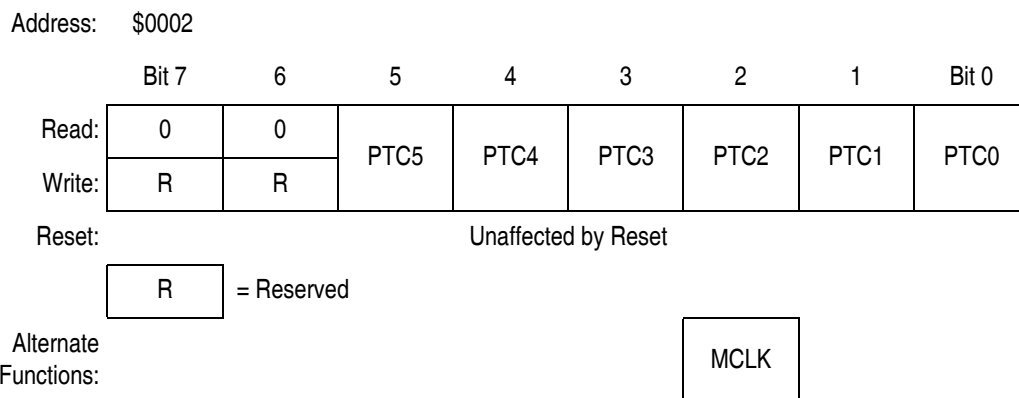 Address: $0002
Bit 7 6 5 4 3 2 1 Bit 0
Read: 0 0 PTC5 PTC4 PTC3 PTC2 PTC1 PTC0
Write: R R
Reset: Unaffected by Reset
R = Reserved
Alternate
Functions:
MCLK